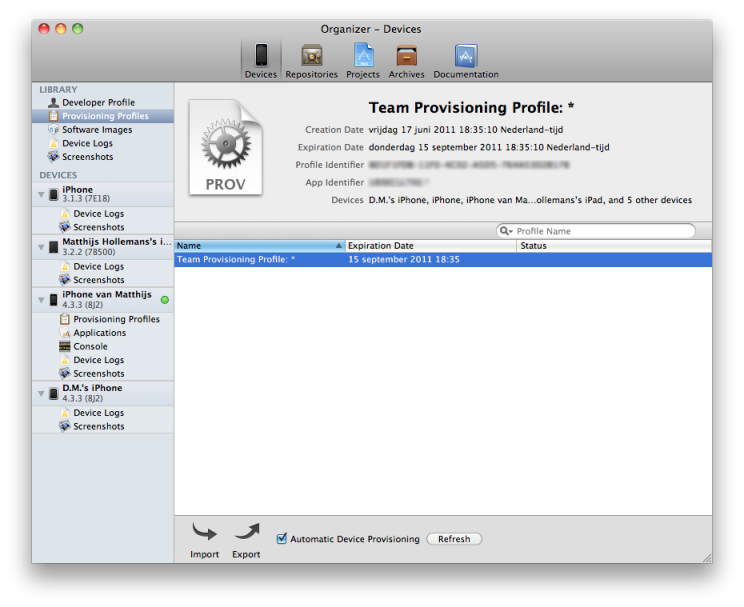 Organizer – Devices
Devices Repositories Projects Archives Documentation
LIBRARY
Developer Profile
Provisioning Profiles
Software Images
Device Logs
Screenshots
DEVICES
iPhone
3.1.3 (7E18)
Device Logs
Screenshots
Matthijs Hollemans's i...
3.2.2 (7B500)
Device Logs
Screenshots
iPhone van Matthijs
4.3.3 (8J2)
Provisioning Profiles
Applications
Console
Device Logs
Screenshots
D.M.'s iPhone
4.3.3 (8J2)
Device Logs
Screenshots
PROV
Team Provisioning Profile: *
Creation Date vrijdag 17 juni 2011 18:35:10 Nederland-tijd
Expiration Date donderdag 15 september 2011 18:35:10 Nederland-tijd
Profile Identifier
App Identifier
Devices D.M.'s iPhone, iPhone, iPhone van Ma...ollemans's iPad, and 5 other devices
Profile Name
Name Expiration Date Status
Team Provisioning Profile: * 15 september 2011 18:35
Import Export Automatic Device Provisioning Refresh